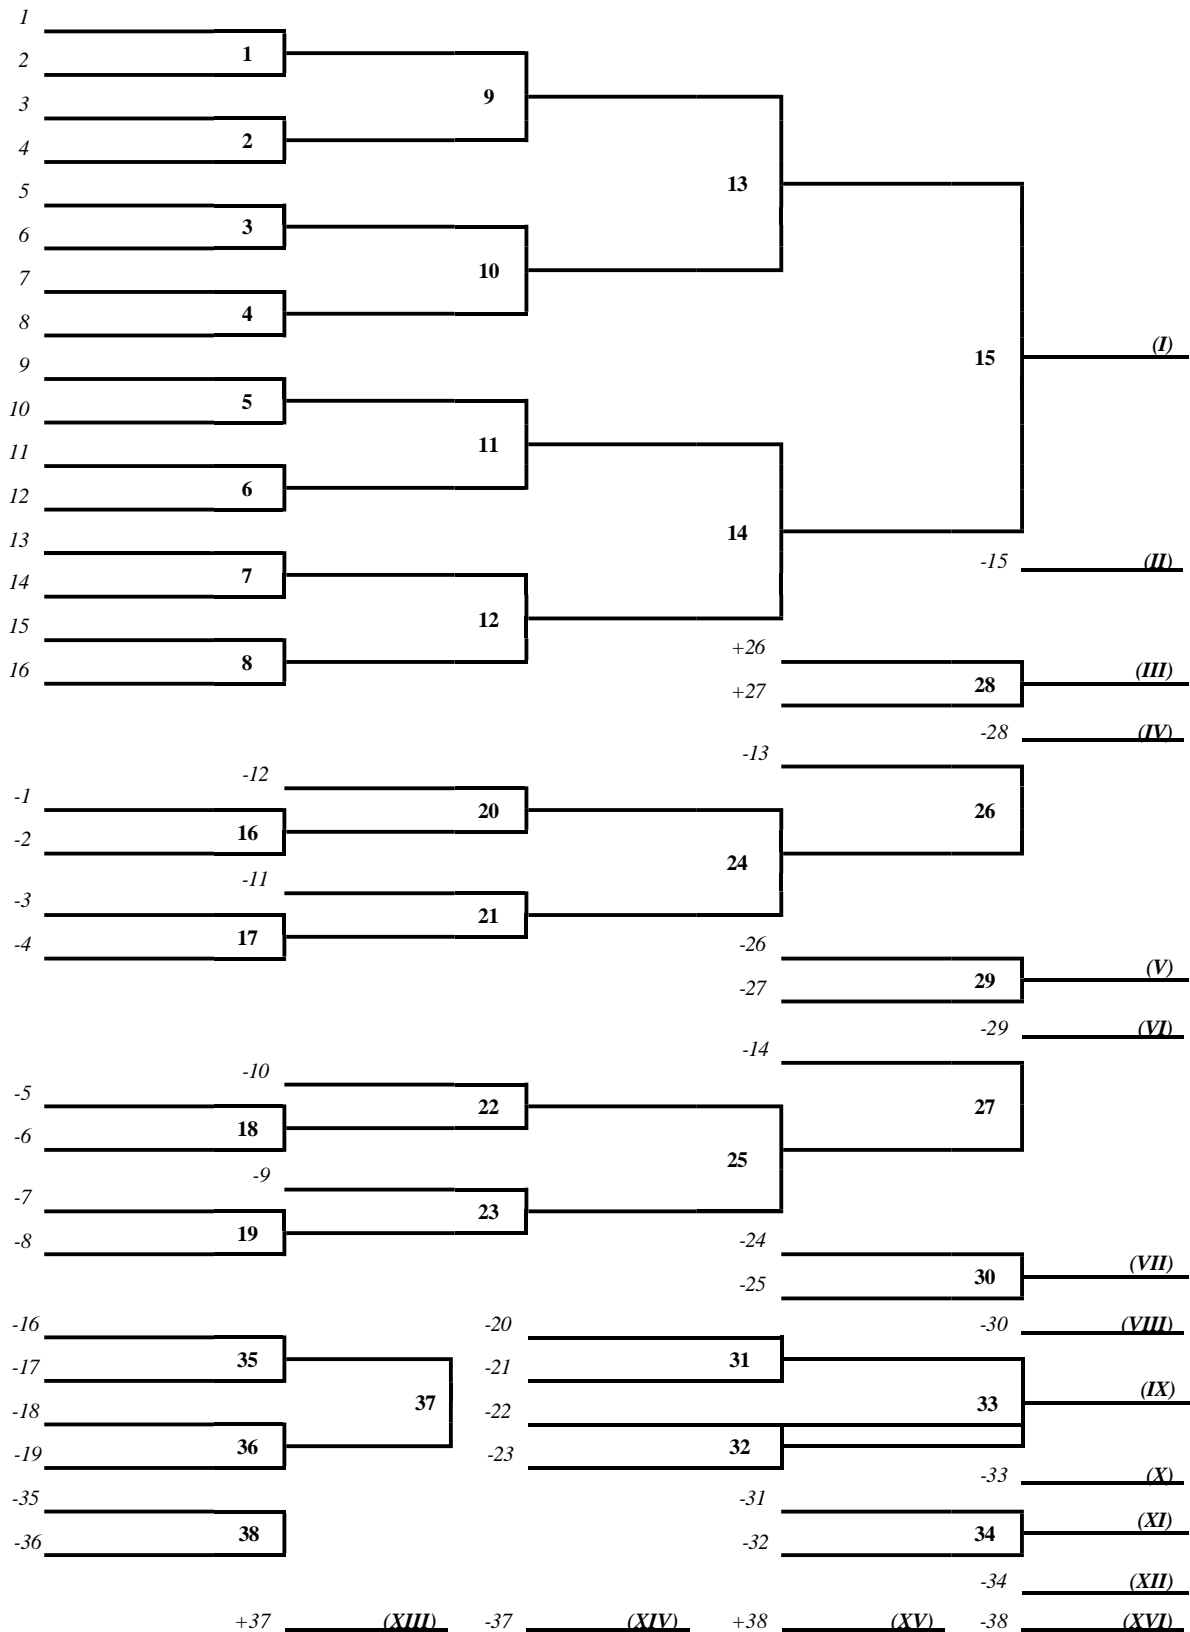 1
2 1
3 9
4 2
5 13
6 3
7 10
8 4
9 15 (I)
10 5
11 11
12 6
13 14
14 7 -15 (II)
15 12
16 8 +26
+27 28 (III)
-28 (IV)
-12 -13
-1 20 26
-2 16
-11 24
-3 21
-4 17 -26
-27 29 (V)
-29 (VI)
-10 -14
-5 22 27
-6 18
-9 25
-7 23
-8 19 -24
-25 30 (VII)
-16 -20 -30 (VIII)
-17 35 -21 31
-18 37 -22 33 (IX)
-19 36 -23 32
-33 (X)
-35 -31
-36 38 -32 34 (XI)
-34 (XII)
+37 (XIII) -37 (XIV) +38 (XV) -38 (XVI)